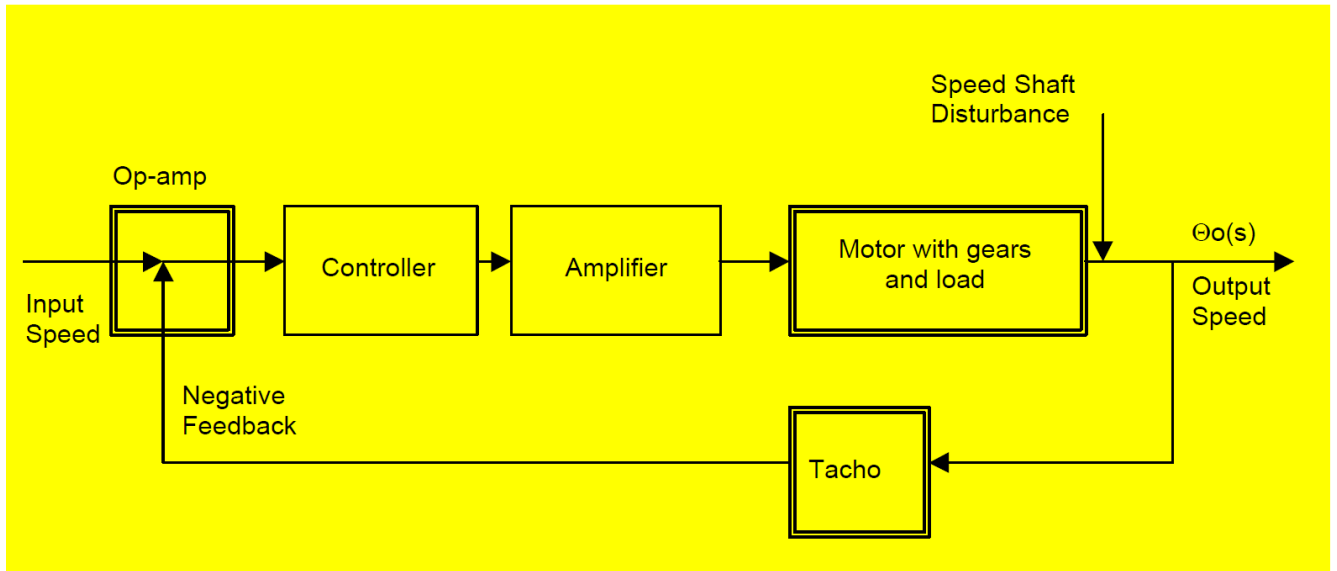 Speed Shaft
Disturbance
Op-amp
Controller
Amplifier
Motor with gears
and load
Θo(s)
Input
Speed
Output
Speed
Negative
Feedback
Tacho